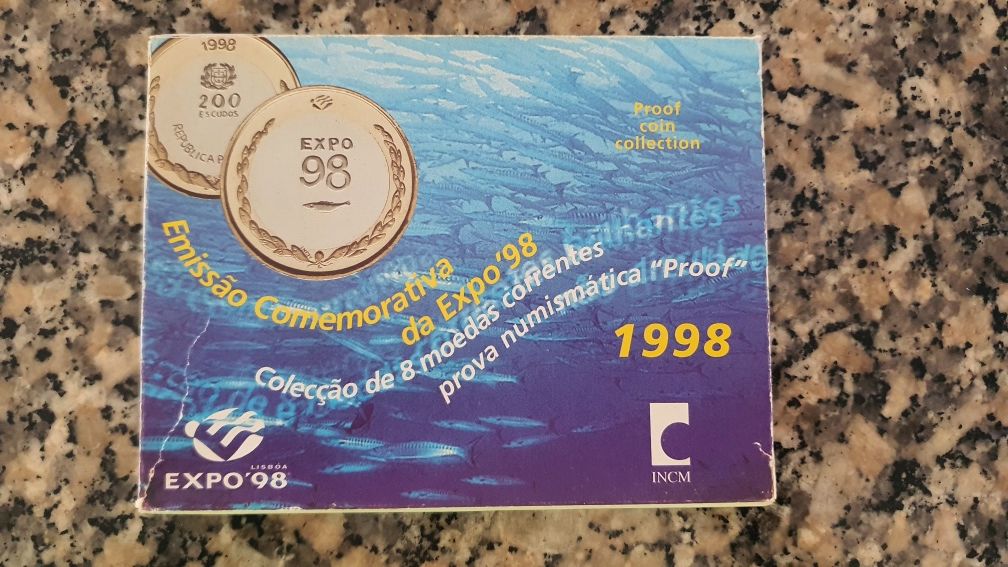 1998
200
ESCUDOS
REPUBLICA P
EXPO
98
Proof
coin
collection
Emissão Comemorativa
da Expo'98
Colecção de 8 moedas correntes
prova numismática "Proof"
1998
LISBOA
EXPO'98
INCM